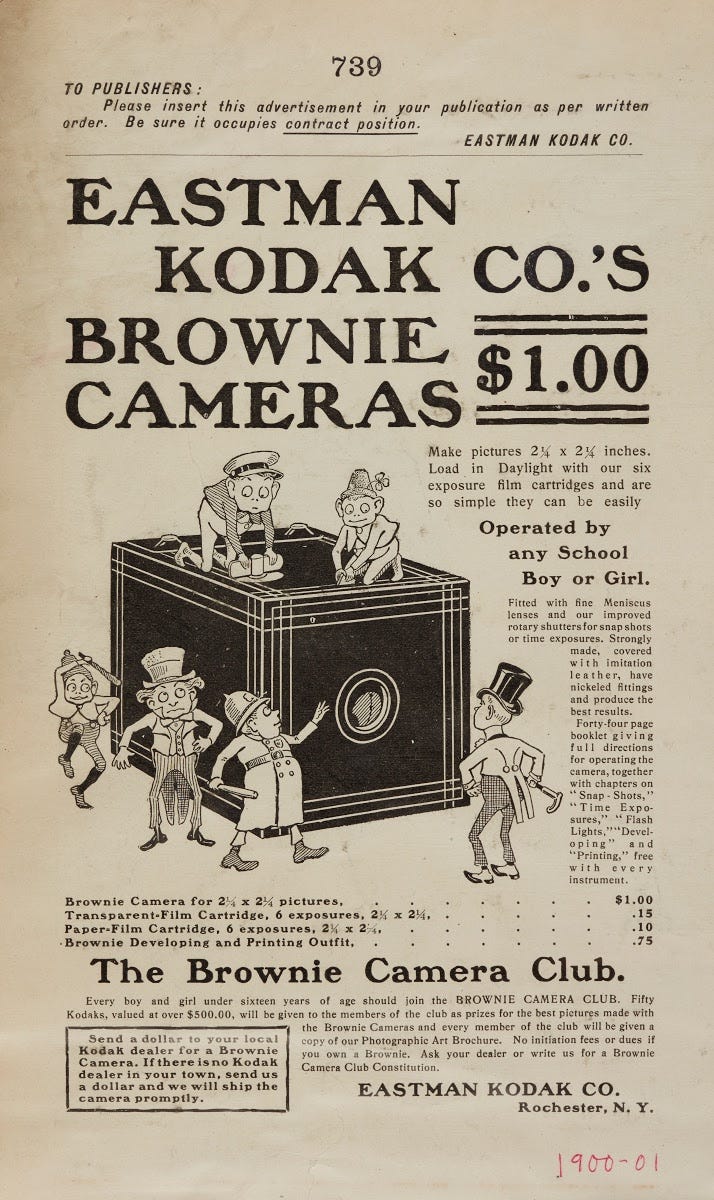 739
TO PUBLISHERS:
Please insert this advertisement in your publication as per written
order. Be sure it occupies contract position.
EASTMAN KODAK CO.
EASTMAN
KODAK CO.'S
BROWNIE
CAMERAS
$1.00
Make pictures 2¼ x 2¼ inches.
Load in Daylight with our six
exposure film cartridges and are
so simple they can be easily
Operated by
any School
Boy or Girl.
Fitted with fine Meniscus
lenses and our improved
rotary shutters for snap shots
or time exposures. Strongly
made, covered
with imitation
leather, have
nickeled fittings
and produce the
best results.
Forty-four page
booklet giving
full directions
for operating the
camera, together
with chapters on
"Snap-Shots,"
"Time Expo-
sures," "Flash
Lights," "Devel-
oping" and
"Printing," free
with every
instrument.
Brownie Camera for 2¼ x 2¼ pictures, . . . . . . $1.00
Transparent-Film Cartridge, 6 exposures, 2¼ x 2¼, . . . . .15
Paper-Film Cartridge, 6 exposures, 2¼ x 2¼, . . . . . .10
Brownie Developing and Printing Outfit, . . . . . . .75
The Brownie Camera Club.
Every boy and girl under sixteen years of age should join the BROWNIE CAMERA CLUB. Fifty
Kodaks, valued at over $500.00, will be given to the members of the club as prizes for the best pictures made with
the Brownie Cameras and every member of the club will be given a
copy of our Photographic Art Brochure. No initiation fees or dues if
you own a Brownie. Ask your dealer or write us for a Brownie
Camera Club Constitution.
Send a dollar to your local
Kodak dealer for a Brownie
Camera. If there is no Kodak
dealer in your town, send us
a dollar and we will ship the
camera promptly.
EASTMAN KODAK CO.
Rochester, N. Y.
1900-01